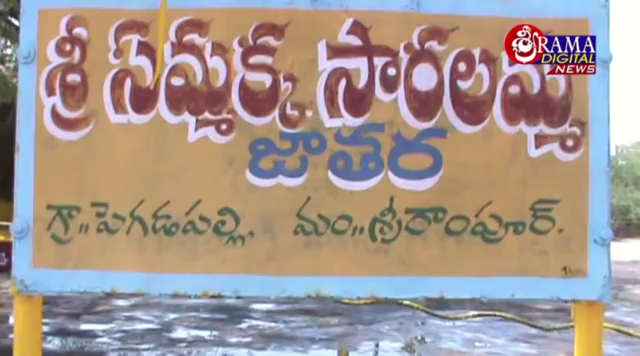 శ్రీ సమ్మక్క సారలమ్మ
జాతర
గ్రా,, పెగడపల్లి. మం,, శ్రీరాంపూర్.
శ్రీRAMA
DIGITAL
NEWS